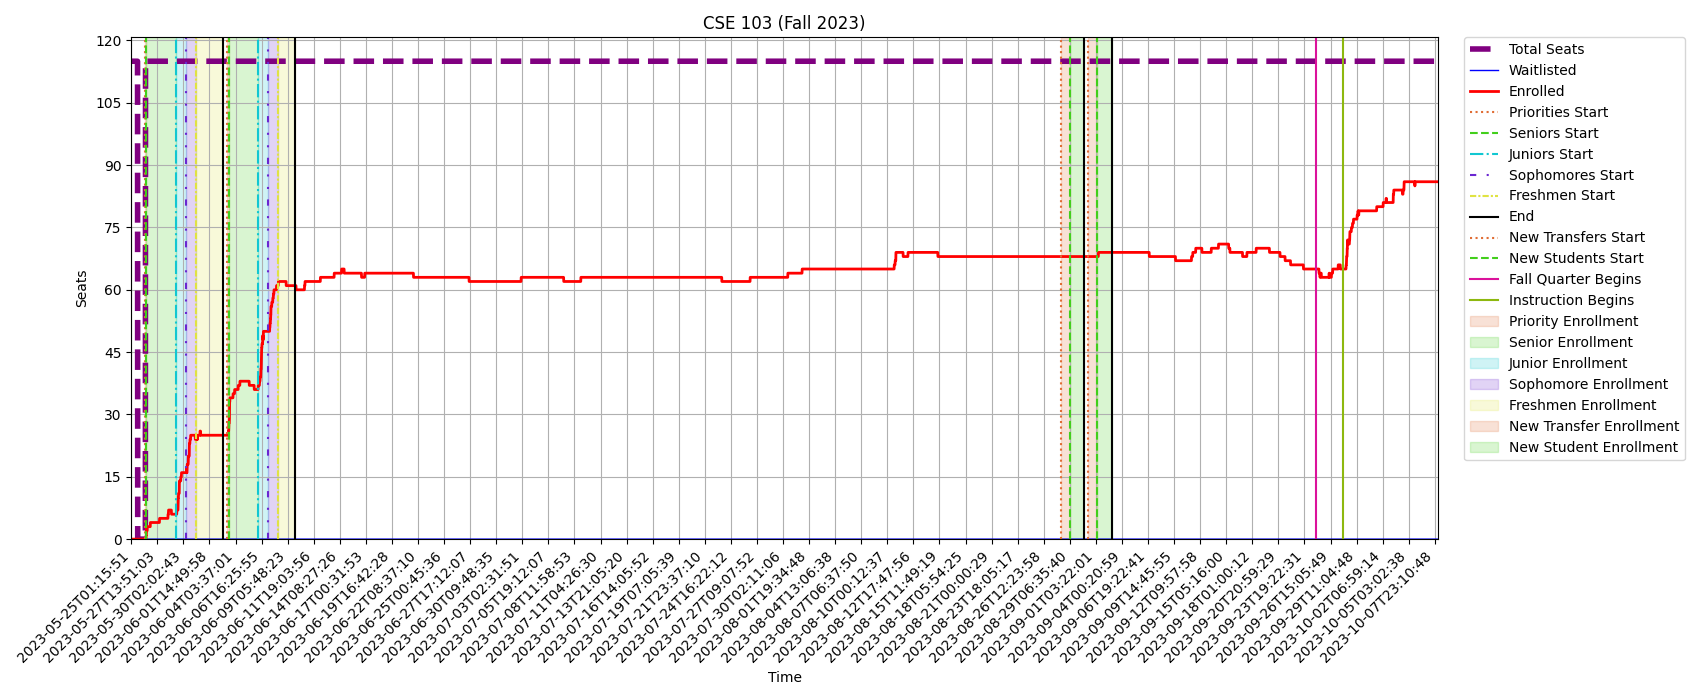 CSE 103 (Fall 2023)
120
105
90
75
60
45
30
15
0
Seats
2023-05-25T01:15:51
2023-05-27T13:51:03
2023-05-30T02:02:43
2023-06-01T14:49:58
2023-06-04T03:37:01
2023-06-06T16:25:55
2023-06-09T05:48:23
2023-06-11T19:03:56
2023-06-14T08:27:26
2023-06-17T00:31:53
2023-06-19T16:42:28
2023-06-22T08:37:10
2023-06-25T00:45:36
2023-06-27T17:12:07
2023-06-30T09:48:35
2023-07-03T02:31:51
2023-07-05T19:12:07
2023-07-08T11:58:53
2023-07-11T04:26:30
2023-07-13T21:05:20
2023-07-16T14:05:52
2023-07-19T07:05:39
2023-07-21T23:37:10
2023-07-24T16:22:12
2023-07-27T09:07:52
2023-07-30T02:11:06
2023-08-01T19:34:48
2023-08-04T13:06:38
2023-08-07T06:37:50
2023-08-10T00:12:37
2023-08-12T17:47:56
2023-08-15T11:49:19
2023-08-18T05:54:25
2023-08-21T00:00:29
2023-08-23T18:05:17
2023-08-26T12:23:58
2023-08-29T06:35:40
2023-09-01T03:22:01
2023-09-04T00:20:59
2023-09-06T19:22:41
2023-09-09T14:45:55
2023-09-12T09:57:58
2023-09-15T05:16:00
2023-09-18T01:00:12
2023-09-20T20:59:29
2023-09-23T19:22:31
2023-09-26T15:05:49
2023-09-29T11:04:48
2023-10-02T06:59:14
2023-10-05T03:02:38
2023-10-07T23:10:48
Time
Total Seats
Waitlisted
Enrolled
Priorities Start
Seniors Start
Juniors Start
Sophomores Start
Freshmen Start
End
New Transfers Start
New Students Start
Fall Quarter Begins
Instruction Begins
Priority Enrollment
Senior Enrollment
Junior Enrollment
Sophomore Enrollment
Freshmen Enrollment
New Transfer Enrollment
New Student Enrollment